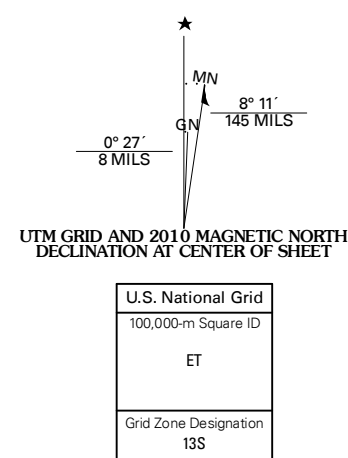 ★
MN
8° 11´
145 MILS
GN
0° 27´
8 MILS
UTM GRID AND 2010 MAGNETIC NORTH
DECLINATION AT CENTER OF SHEET
U.S. National Grid
100,000-m Square ID
ET
Grid Zone Designation
13S